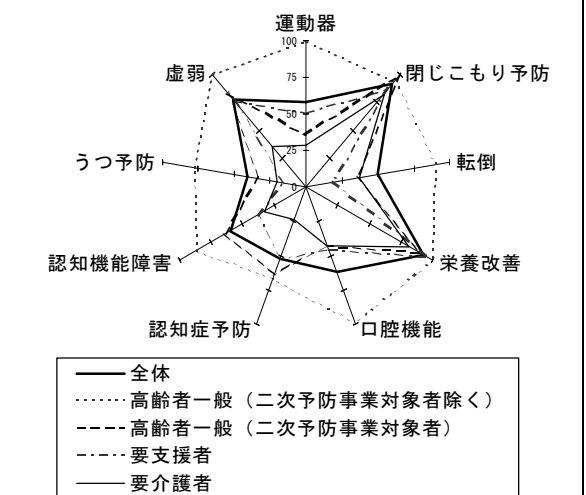 運動器
100
虚弱
閉じこもり予防
75
50
25
0
うつ予防
転倒
認知機能障害
栄養改善
認知症予防
口腔機能
全体
高齢者一般（二次予防事業対象者除く）
高齢者一般（二次予防事業対象者）
要支援者
要介護者